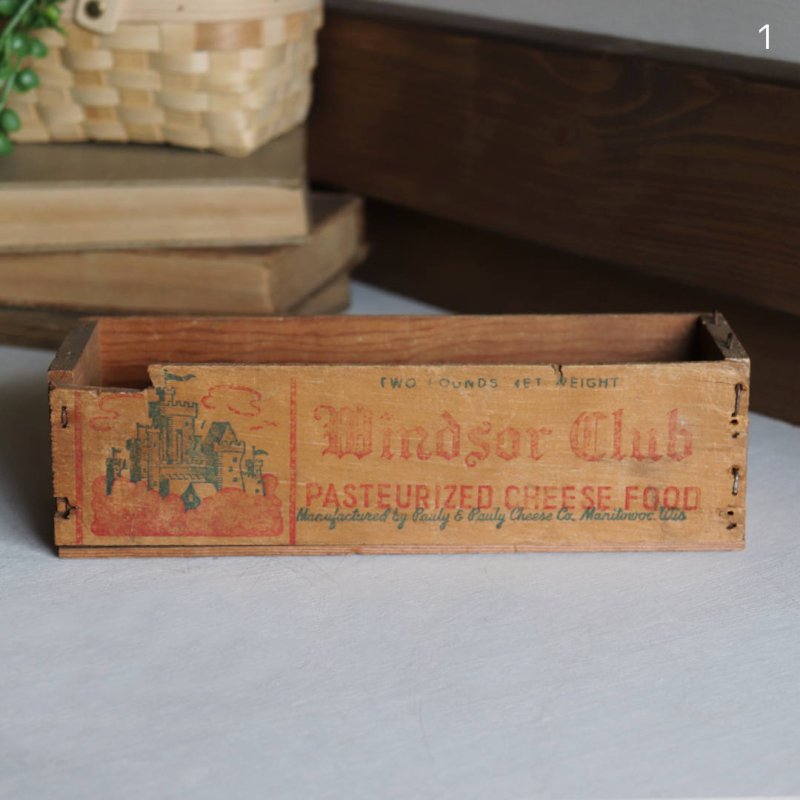 1
TWO POUNDS NET WEIGHT
Windsor Club
PASTEURIZED CHEESE FOOD
Manufactured by Pauly & Pauly Cheese Co. Manitowoc. Wis